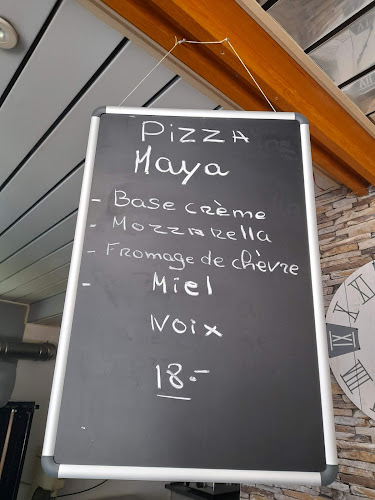 PiZZA
Maya
- Base crème
- MOZZARella
- Fromage de chèvre
- Miel
Noix
18.-